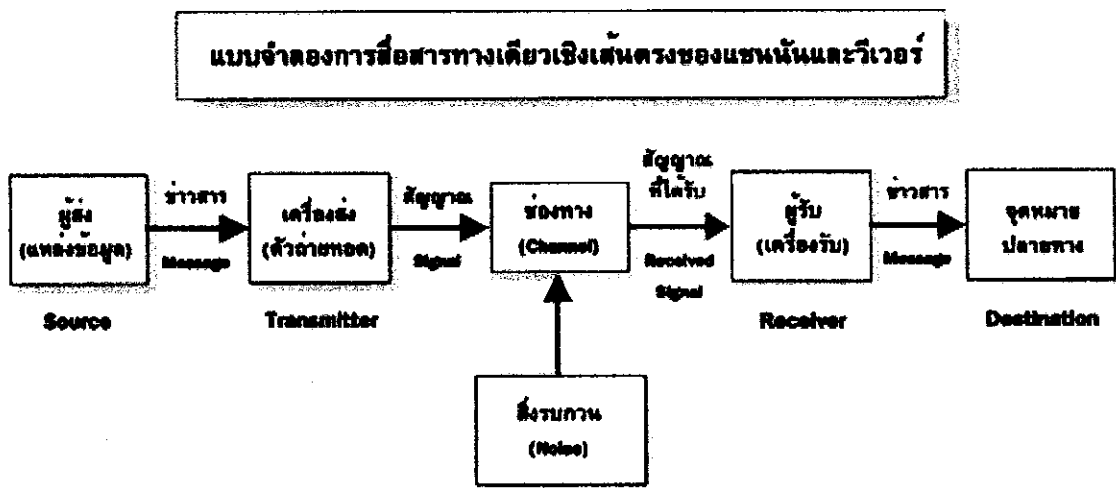 แบบจำลองการสื่อสารทางเดียวเชิงเส้นตรงของแชนนันและวีเวอร์
ผู้ส่ง
(แหล่งข้อมูล)
Source
ข่าวสาร
Message
เครื่องส่ง
(ตัวถ่ายทอด)
Transmitter
สัญญาณ
Signal
ช่องทาง
(Channel)
สัญญาณ
ที่ได้รับ
Received
Signal
ผู้รับ
(เครื่องรับ)
Receiver
ข่าวสาร
Message
จุดหมาย
ปลายทาง
Destination
สิ่งรบกวน
(Noise)